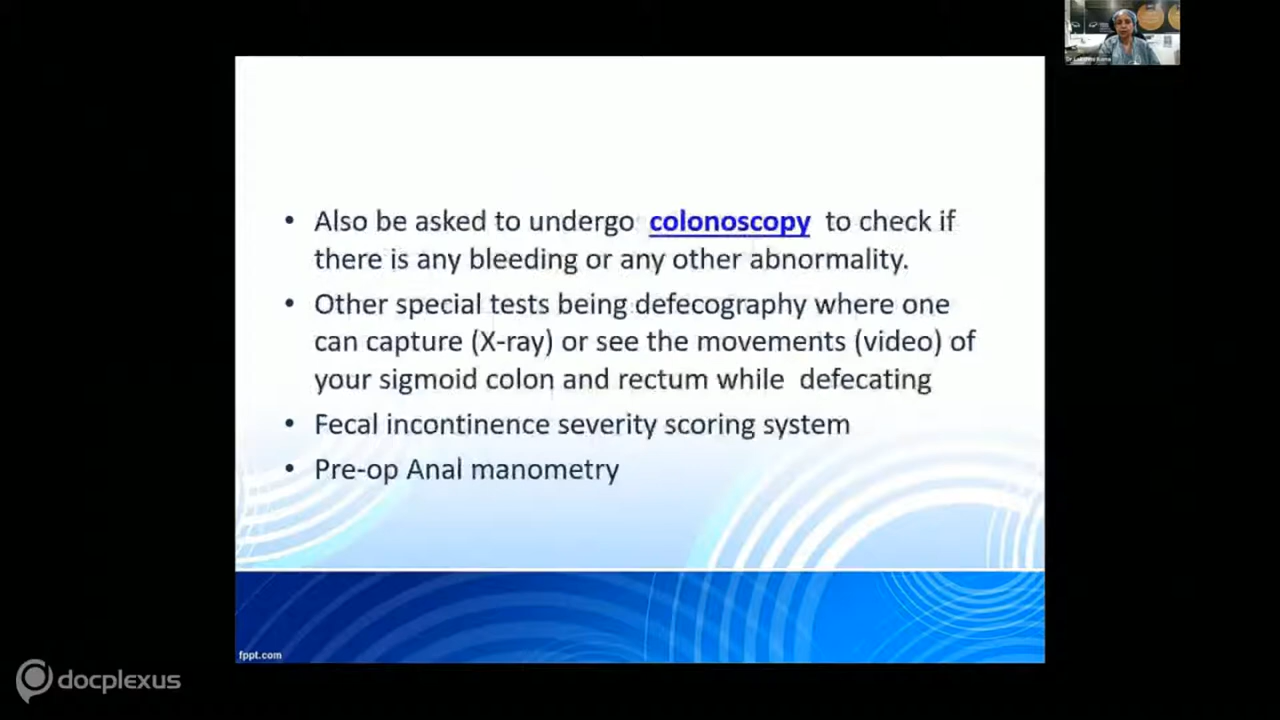 • Also be asked to undergo colonoscopy to check if
there is any bleeding or any other abnormality.
• Other special tests being defecography where one
can capture (X-ray) or see the movements (video) of
your sigmoid colon and rectum while defecating
• Fecal incontinence severity scoring system
• Pre-op Anal manometry
fppt.com
docplexus